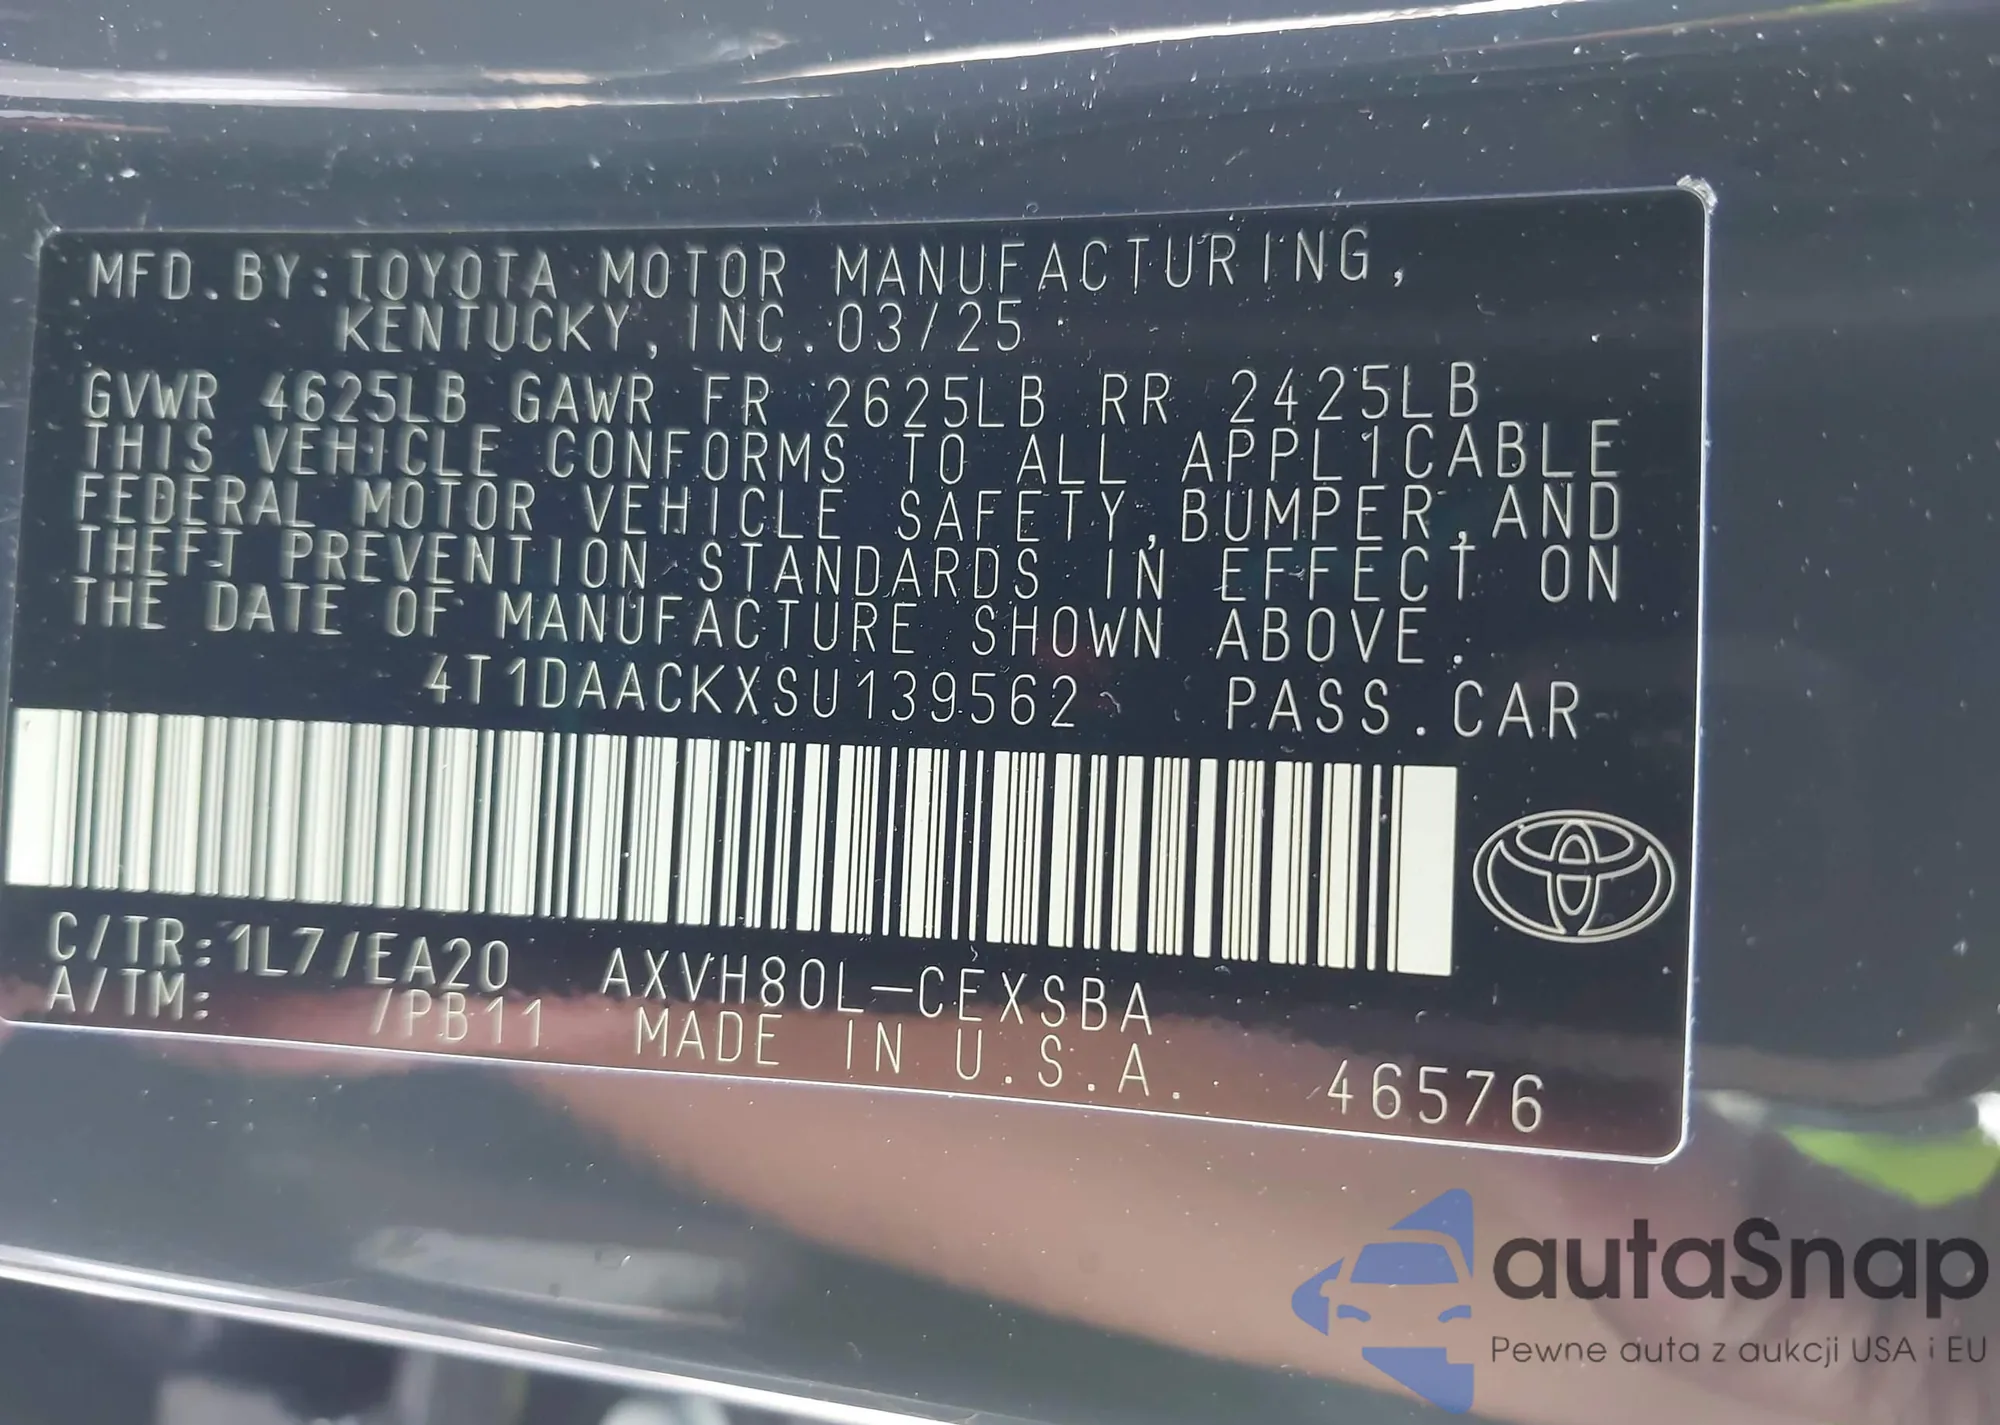 MFD.BY:TOYOTA MOTOR MANUFACTURING,
KENTUCKY, INC.03/25
GVWR 4625LB GAWR FR 2625LB RR 2425LB
THIS VEHICLE CONFORMS TO ALL APPLICABLE
FEDERAL MOTOR VEHICLE SAFETY,BUMPER,AND
THEFT PREVENTION STANDARDS IN EFFECT ON
THE DATE OF MANUFACTURE SHOWN ABOVE.
4T1DAACKXSU139562 PASS.CAR
C/TR:1L7/EA20 AXVH80L-CEXSBA
A/TM: /PB11 MADE IN U.S.A. 46576
autaSnap
Pewne auta z aukcji USA i EU